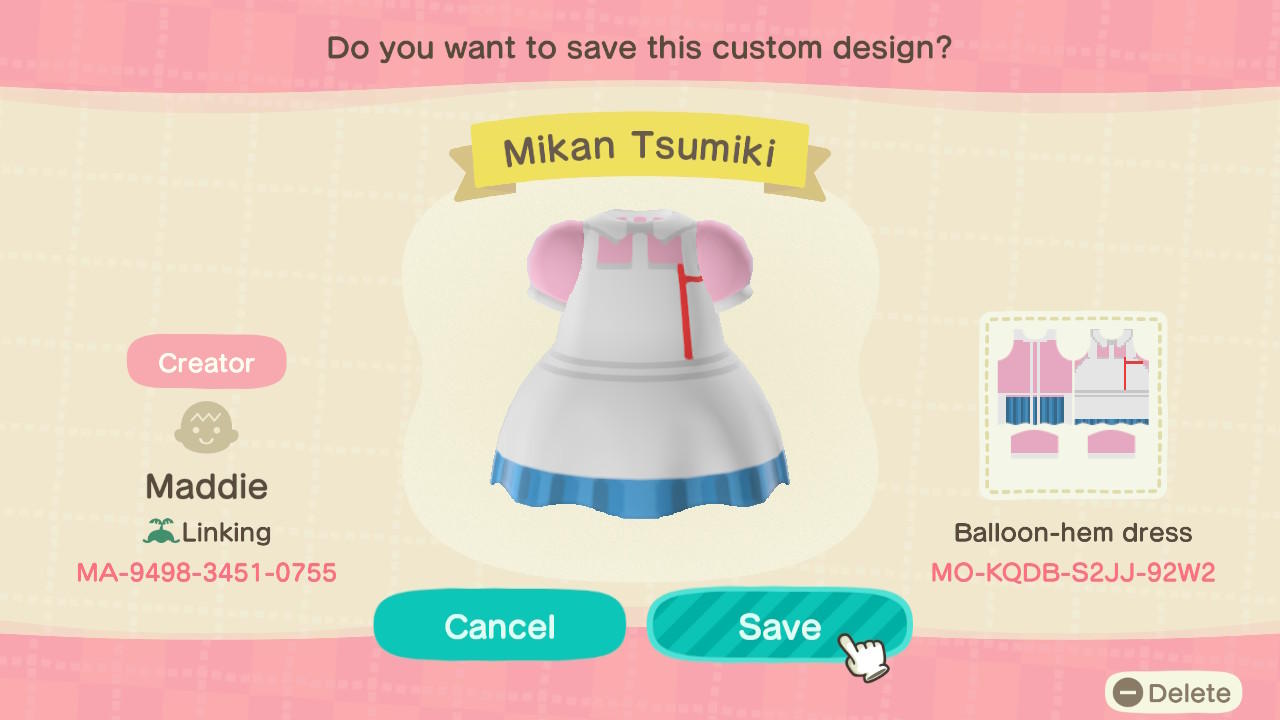 Do you want to save this custom design?
Mikan Tsumiki
Creator
Maddie
Linking
MA-9498-3451-0755
Balloon-hem dress
MO-KQDB-S2JJ-92W2
Cancel
Save
Delete